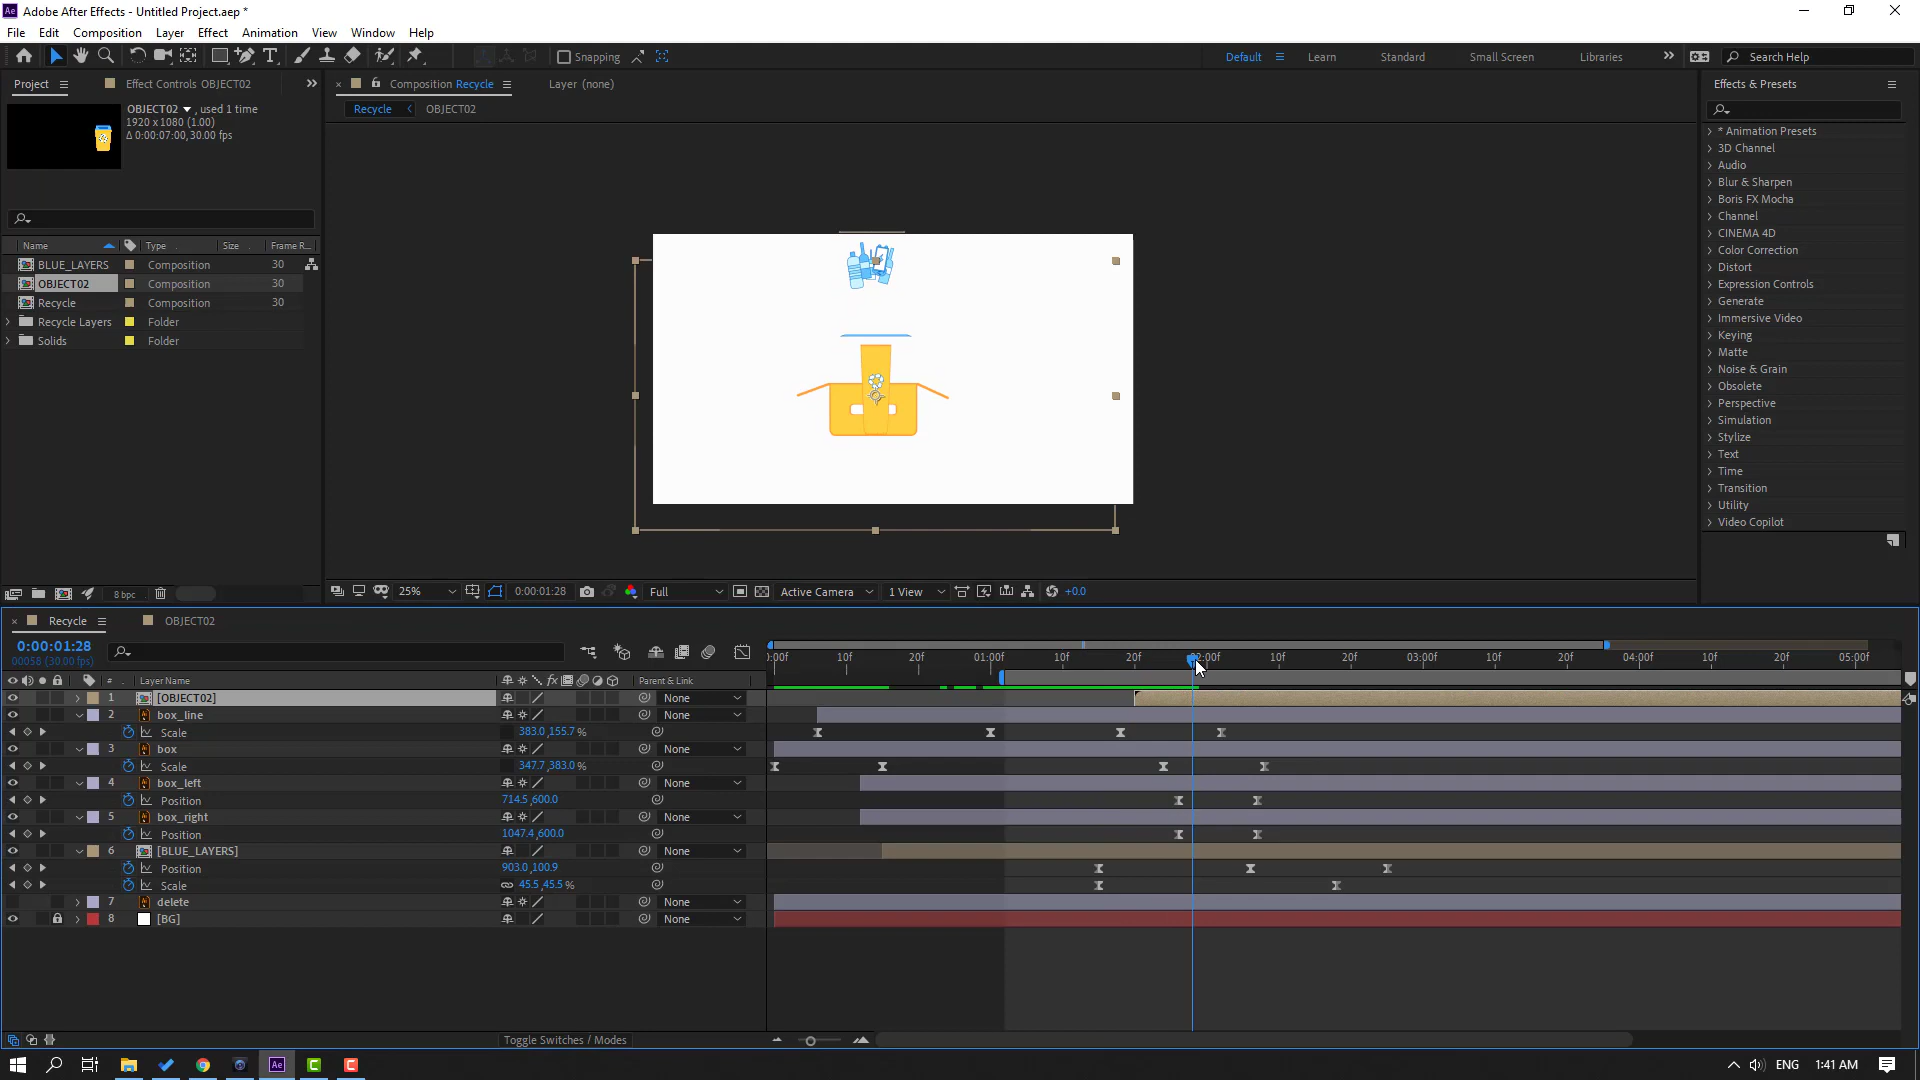 Ae Adobe After Effects - Untitled Project.aep *
File Edit Composition Layer Effect Animation View Window Help
Snapping Default Learn Standard Small Screen Libraries Search Help
Project Effect Controls OBJECT02 Composition Recycle Layer (none) Effects & Presets
OBJECT02, used 1 time
1920 x 1080 (1.00)
Δ 0:00:07:00, 30.00 fps
Recycle OBJECT02
Name Type Size Frame R...
BLUE_LAYERS Composition 30
OBJECT02 Composition 30
Recycle Composition 30
Recycle Layers Folder
Solids Folder
* Animation Presets
3D Channel
Audio
Blur & Sharpen
Boris FX Mocha
Channel
CINEMA 4D
Color Correction
Distort
Expression Controls
Generate
Immersive Video
Keying
Matte
Noise & Grain
Obsolete
Perspective
Simulation
Stylize
Text
Time
Transition
Utility
Video Copilot
8 bpc
25% 0:00:01:28 Full Active Camera 1 View +0.0
Recycle OBJECT02
0:00:01:28
00058 (30.00 fps)
):00f 10f 20f 01:00f 10f 20f 02:00f 10f 20f 03:00f 10f 20f 04:00f 10f 20f 05:00f
# Layer Name Parent & Link
1 [OBJECT02] None
2 box_line None
Scale 383.0,155.7 %
3 box None
Scale 347.7,383.0 %
4 box_left None
Position 714.5,600.0
5 box_right None
Position 1047.4,600.0
6 [BLUE_LAYERS] None
Position 903.0,100.9
Scale 45.5,45.5 %
7 delete None
8 [BG] None
Toggle Switches / Modes
Ae ENG 1:41 AM